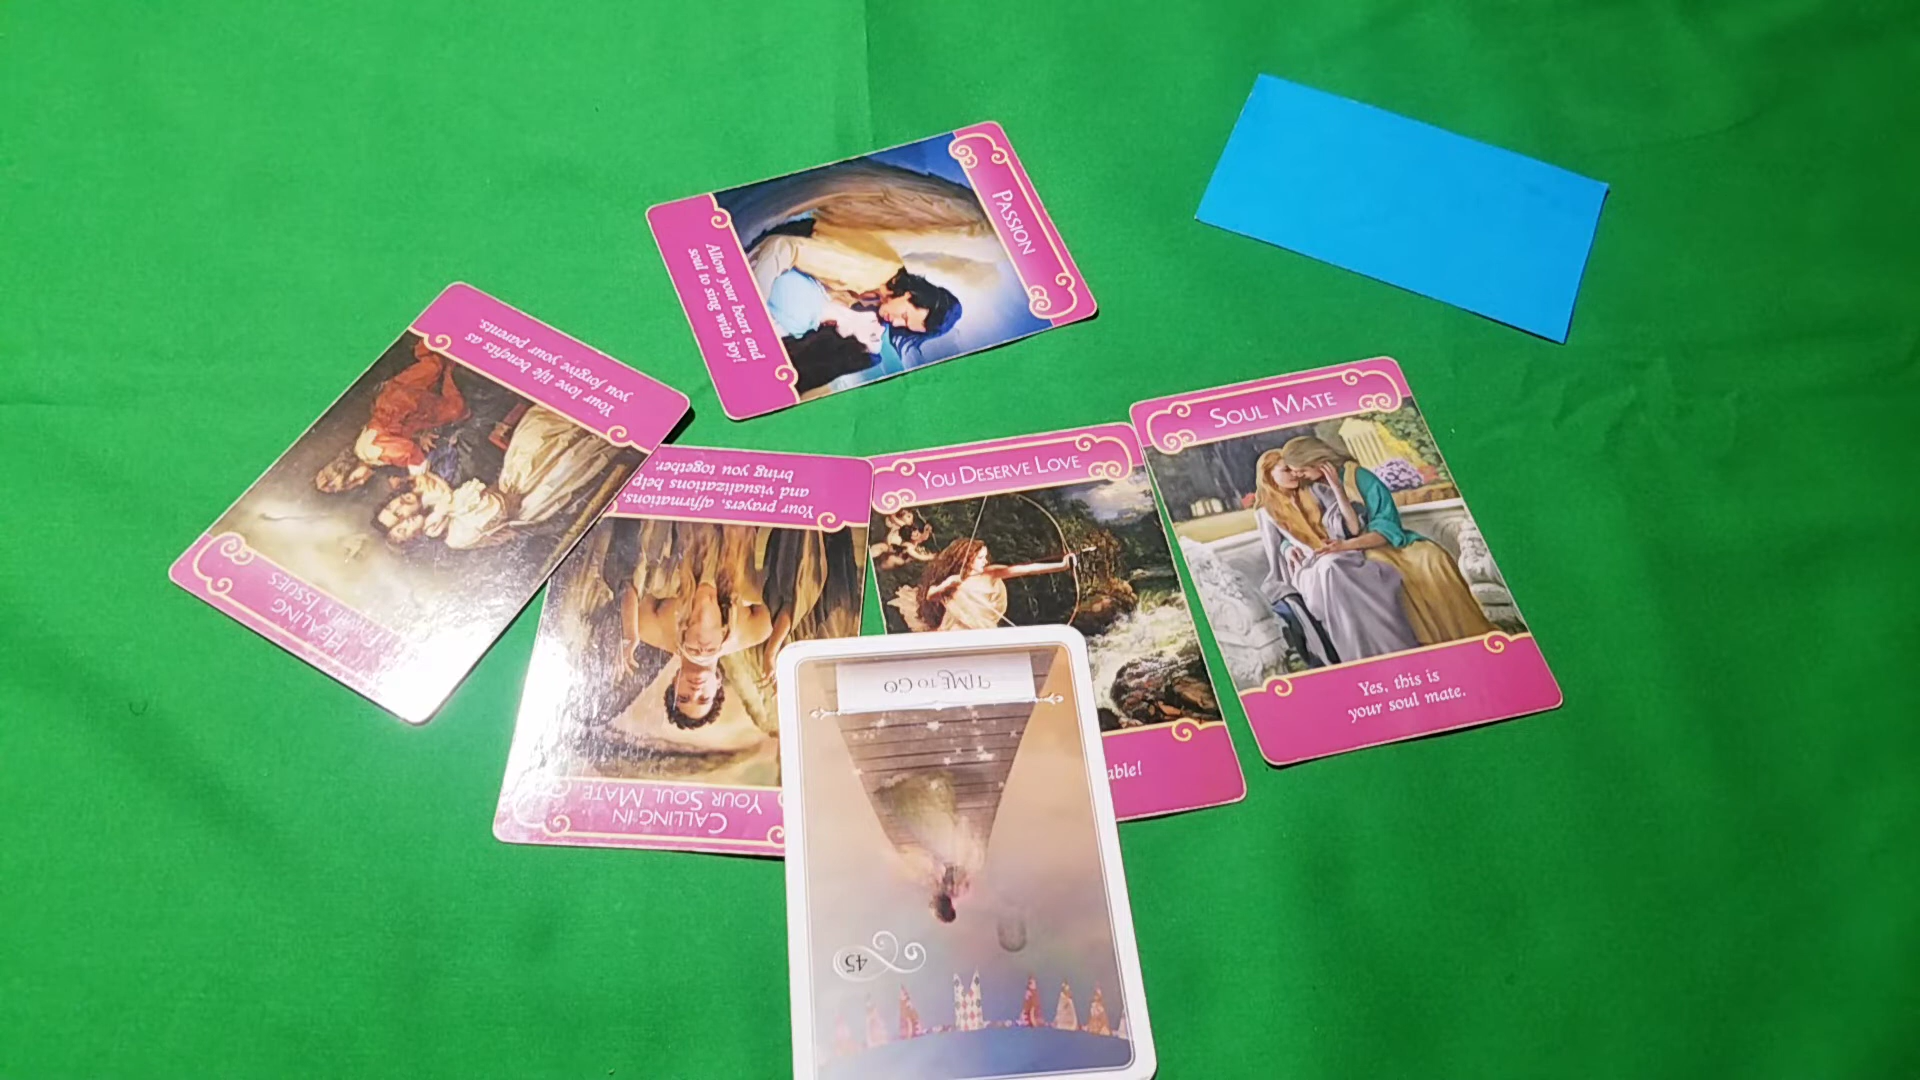 PASSION
Allow your heart and
soul to sing with joy!
Your love life benefits as
you forgive your parents.
HEALING
FAMILY ISSUES
Your prayers, affirmations,
and visualizations help
bring you together.
CALLING IN
YOUR SOUL MATE
YOU DESERVE LOVE
SOUL MATE
Yes, this is
your soul mate.
TIME TO GO
45